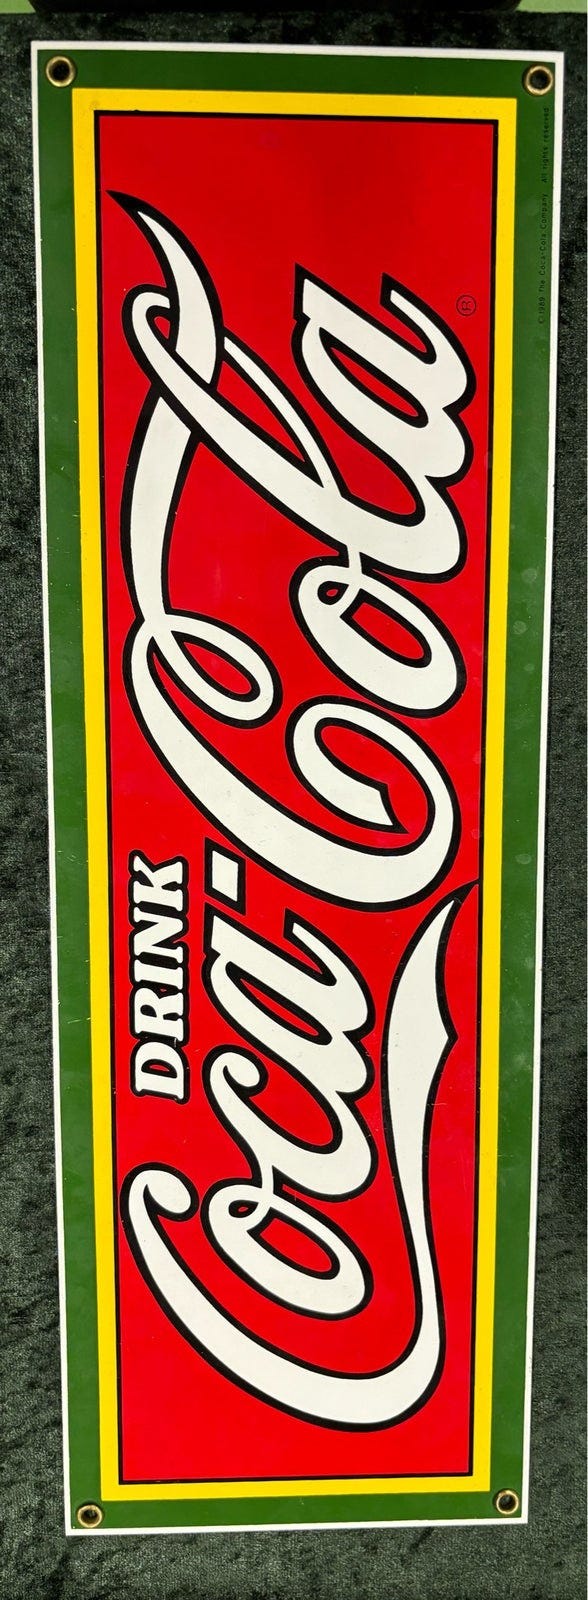 DRINK
Coca-Cola
®
© 1989 The Coca-Cola Company All rights reserved